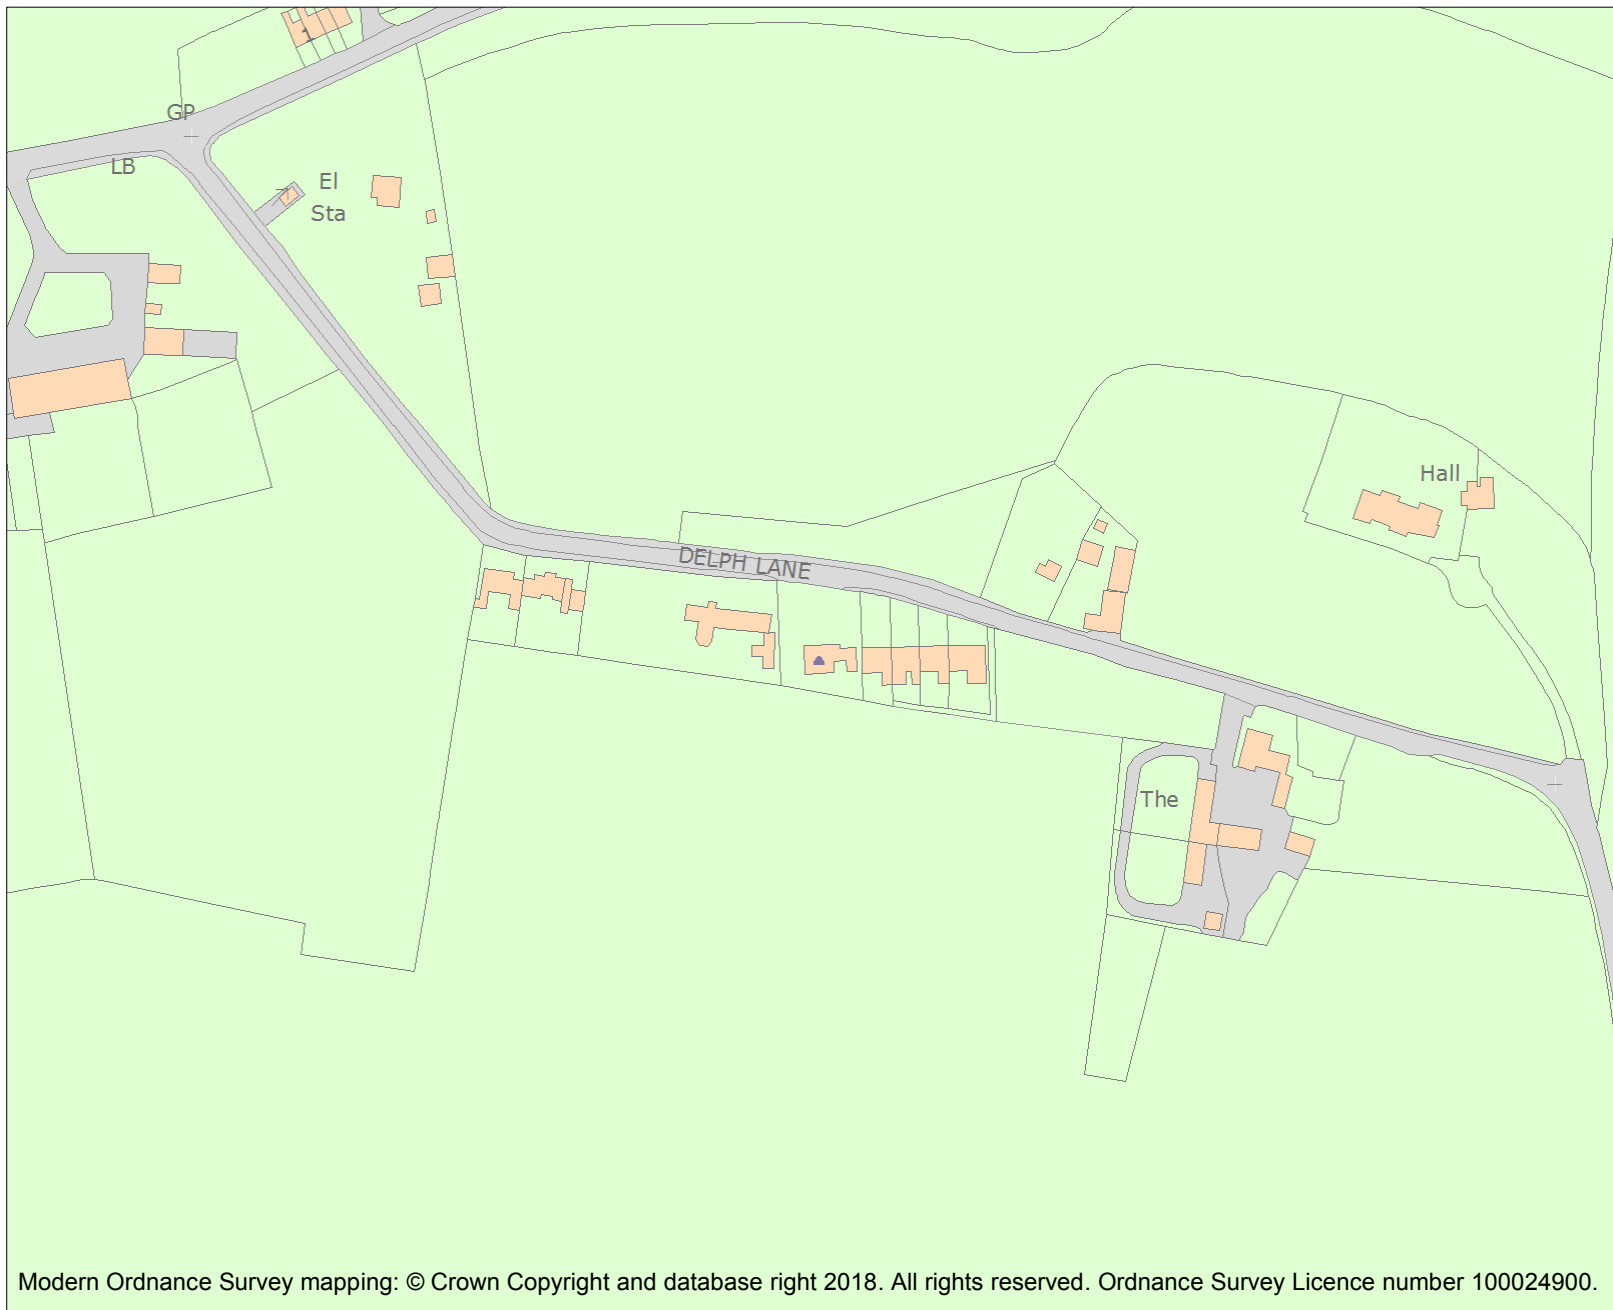 1
GP
LB
El
Sta
Hall
DELPH LANE
The
Modern Ordnance Survey mapping: © Crown Copyright and database right 2018. All rights reserved. Ordnance Survey Licence number 100024900.